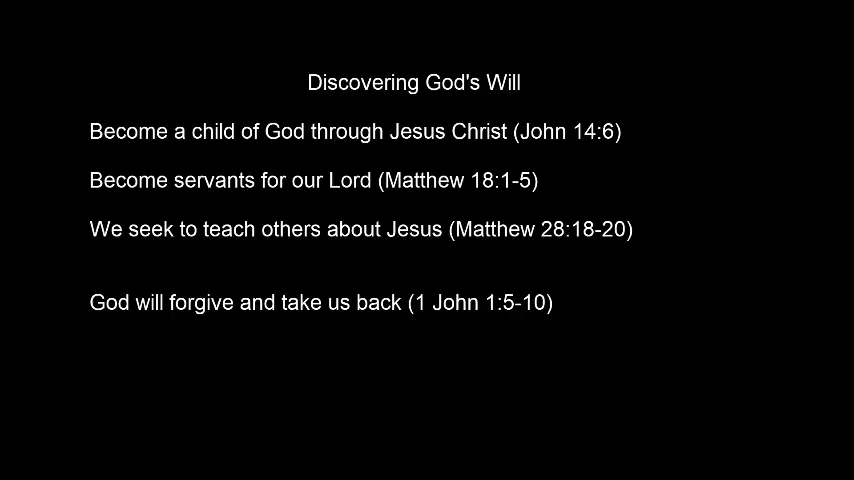 Discovering God's Will
Become a child of God through Jesus Christ (John 14:6)
Become servants for our Lord (Matthew 18:1-5)
We seek to teach others about Jesus (Matthew 28:18-20)
God will forgive and take us back (1 John 1:5-10)